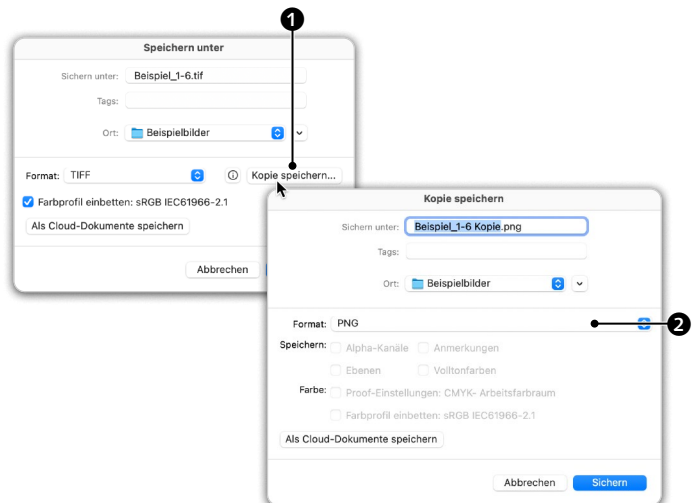 1
Speichern unter
Sichern unter: Beispiel_1-6.tif
Tags:
Ort: Beispielbilder
Format: TIFF Kopie speichern...
Farbprofil einbetten: sRGB IEC61966-2.1
Als Cloud-Dokumente speichern
Abbrechen
Kopie speichern
Sichern unter: Beispiel_1-6 Kopie.png
Tags:
Ort: Beispielbilder
Format: PNG 2
Speichern: Alpha-Kanäle Anmerkungen
Ebenen Volltonfarben
Farbe: Proof-Einstellungen: CMYK- Arbeitsfarbraum
Farbprofil einbetten: sRGB IEC61966-2.1
Als Cloud-Dokumente speichern
Abbrechen Sichern